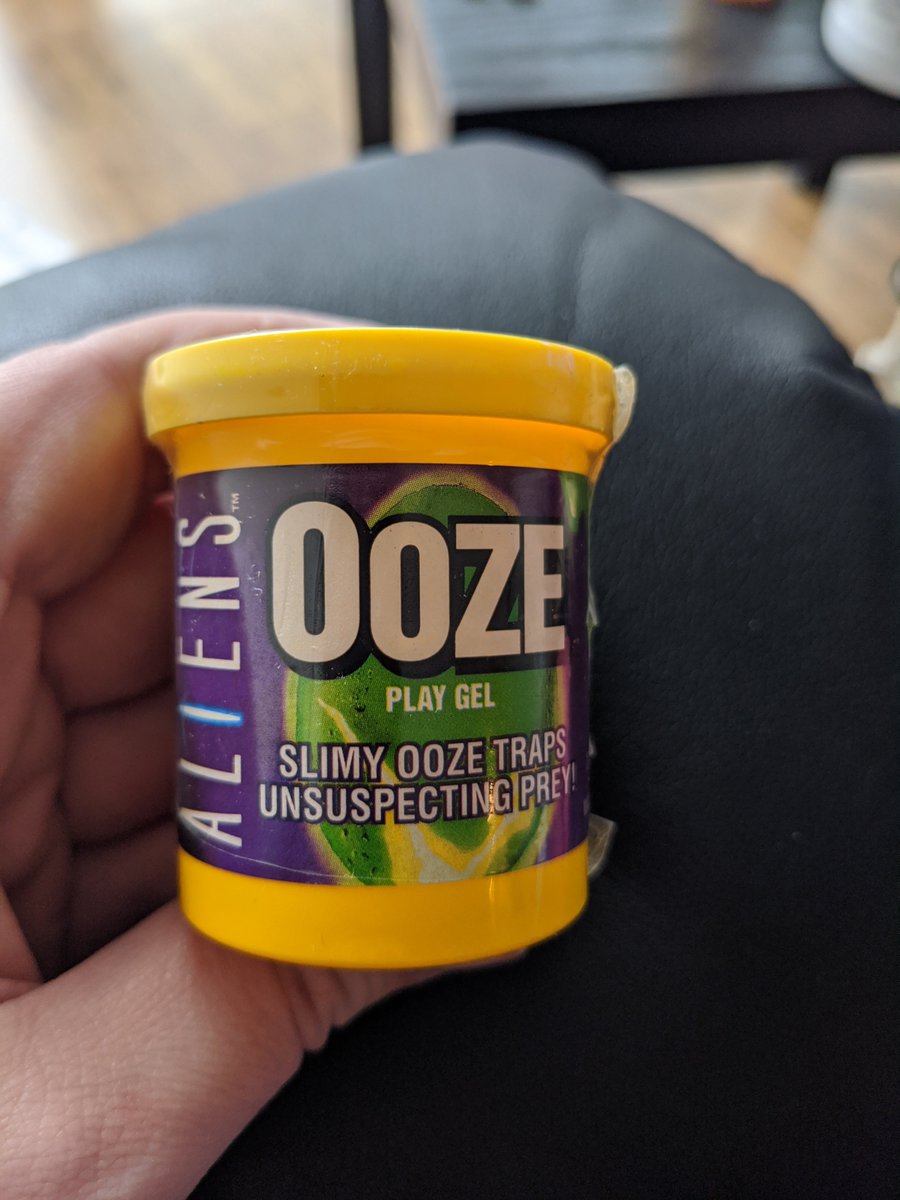 ALIENS™
OOZE
PLAY GEL
SLIMY OOZE TRAPS
UNSUSPECTING PREY!